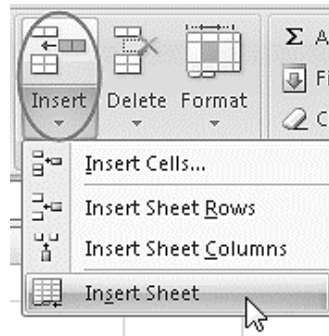 Σ A
Insert Delete Format
C
Insert Cells...
Insert Sheet Rows
Insert Sheet Columns
Insert Sheet